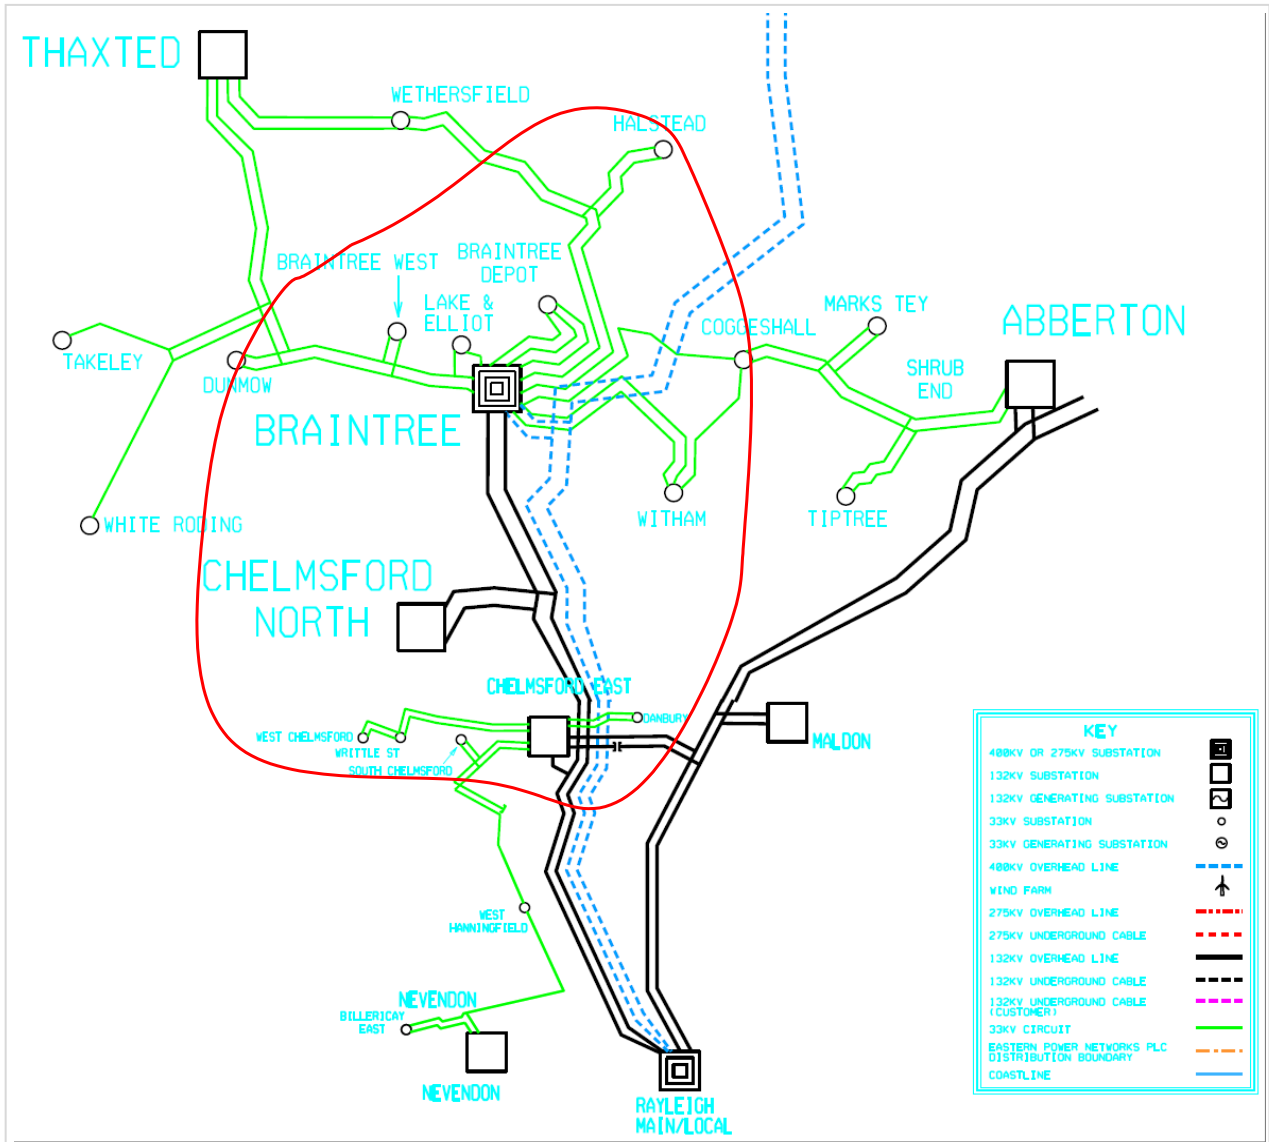 THAXTED
WETHERSFIELD
HALSTEAD
BRAINTREE WEST
BRAINTREE
DEPOT
LAKE &
ELLIOT
MARKS TEY
COGGESHALL
ABBERTON
TAKELEY
DUNMOW
SHRUB
END
BRAINTREE
WHITE RODING
WITHAM
TIPTREE
CHELMSFORD
NORTH
CHELMSFORD EAST
DANBURY
WEST CHELMSFORD
WRITTLE ST
SOUTH CHELMSFORD
MALDON
WEST
HANNINGFIELD
NEVENDON
BILLERICAY
EAST
NEVENDON
RAYLEIGH
MAIN/LOCAL
KEY
400KV OR 275KV SUBSTATION
132KV SUBSTATION
132KV GENERATING SUBSTATION
33KV SUBSTATION
33KV GENERATING SUBSTATION
400KV OVERHEAD LINE
WIND FARM
275KV OVERHEAD LINE
275KV UNDERGROUND CABLE
132KV OVERHEAD LINE
132KV UNDERGROUND CABLE
132KV UNDERGROUND CABLE
(CUSTOMER)
33KV CIRCUIT
EASTERN POWER NETWORKS PLC
DISTRIBUTION BOUNDARY
COASTLINE